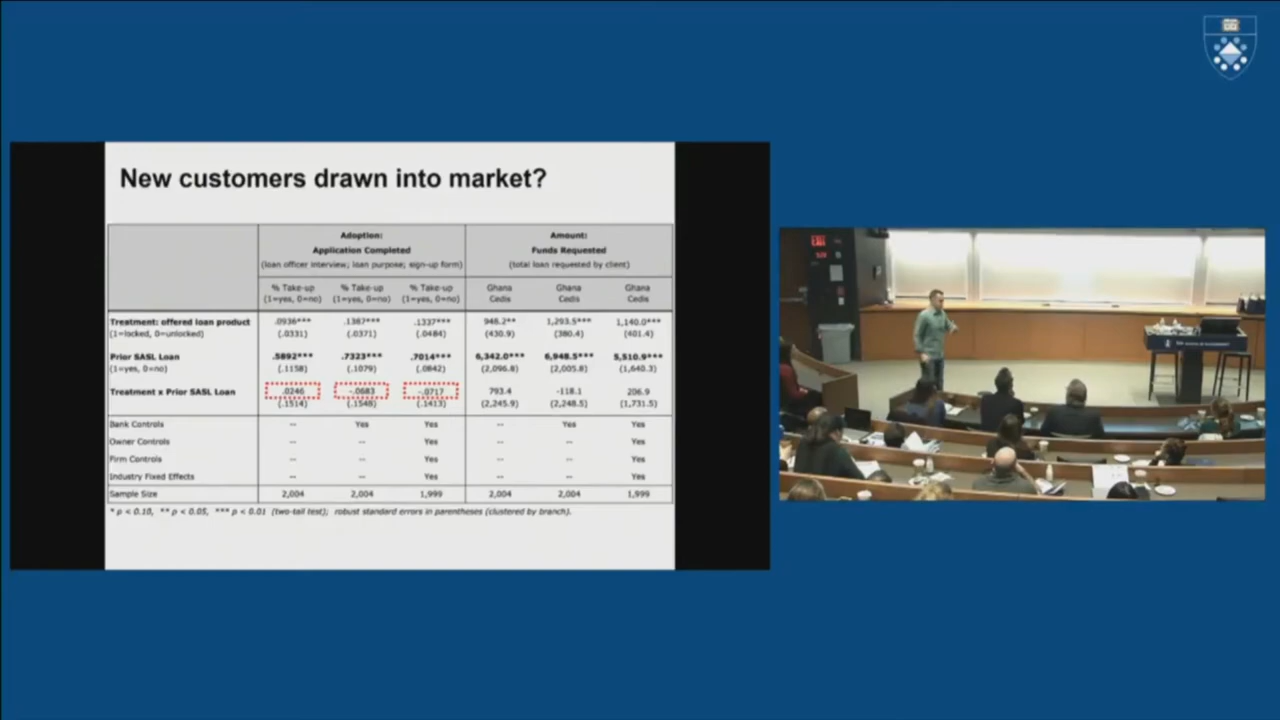 New customers drawn into market?
Adoption: Amount:
Application Completed Funds Requested
(loan officer interview; loan purpose; sign-up form) (total loan requested by client)
% Take-up % Take-up % Take-up Ghana Ghana Ghana
(1=yes, 0=no) (1=yes, 0=no) (1=yes, 0=no) Cedis Cedis Cedis
Treatment: offered loan product .0936*** .1387*** .1337*** 948.2** 1,293.5*** 1,140.0***
(1=locked, 0=unlocked) (.0331) (.0371) (.0484) (430.9) (380.4) (401.4)
Prior SASL Loan .5892*** .7323*** .7014*** 6,342.0*** 6,948.5*** 5,510.9***
(1=yes, 0=no) (.1158) (.1079) (.0842) (2,096.8) (2,005.8) (1,640.3)
Treatment x Prior SASL Loan .0246 -.0683 -.0717 793.4 -118.1 206.9
(.1514) (.1548) (.1413) (2,245.9) (2,248.5) (1,731.5)
Bank Controls -- Yes Yes -- Yes Yes
Owner Controls -- -- Yes -- -- Yes
Firm Controls -- -- Yes -- -- Yes
Industry Fixed Effects -- -- Yes -- -- Yes
Sample Size 2,004 2,004 1,999 2,004 2,004 1,999
* p < 0.10, ** p < 0.05, *** p < 0.01 (two-tail test); robust standard errors in parentheses (clustered by branch).
EXIT